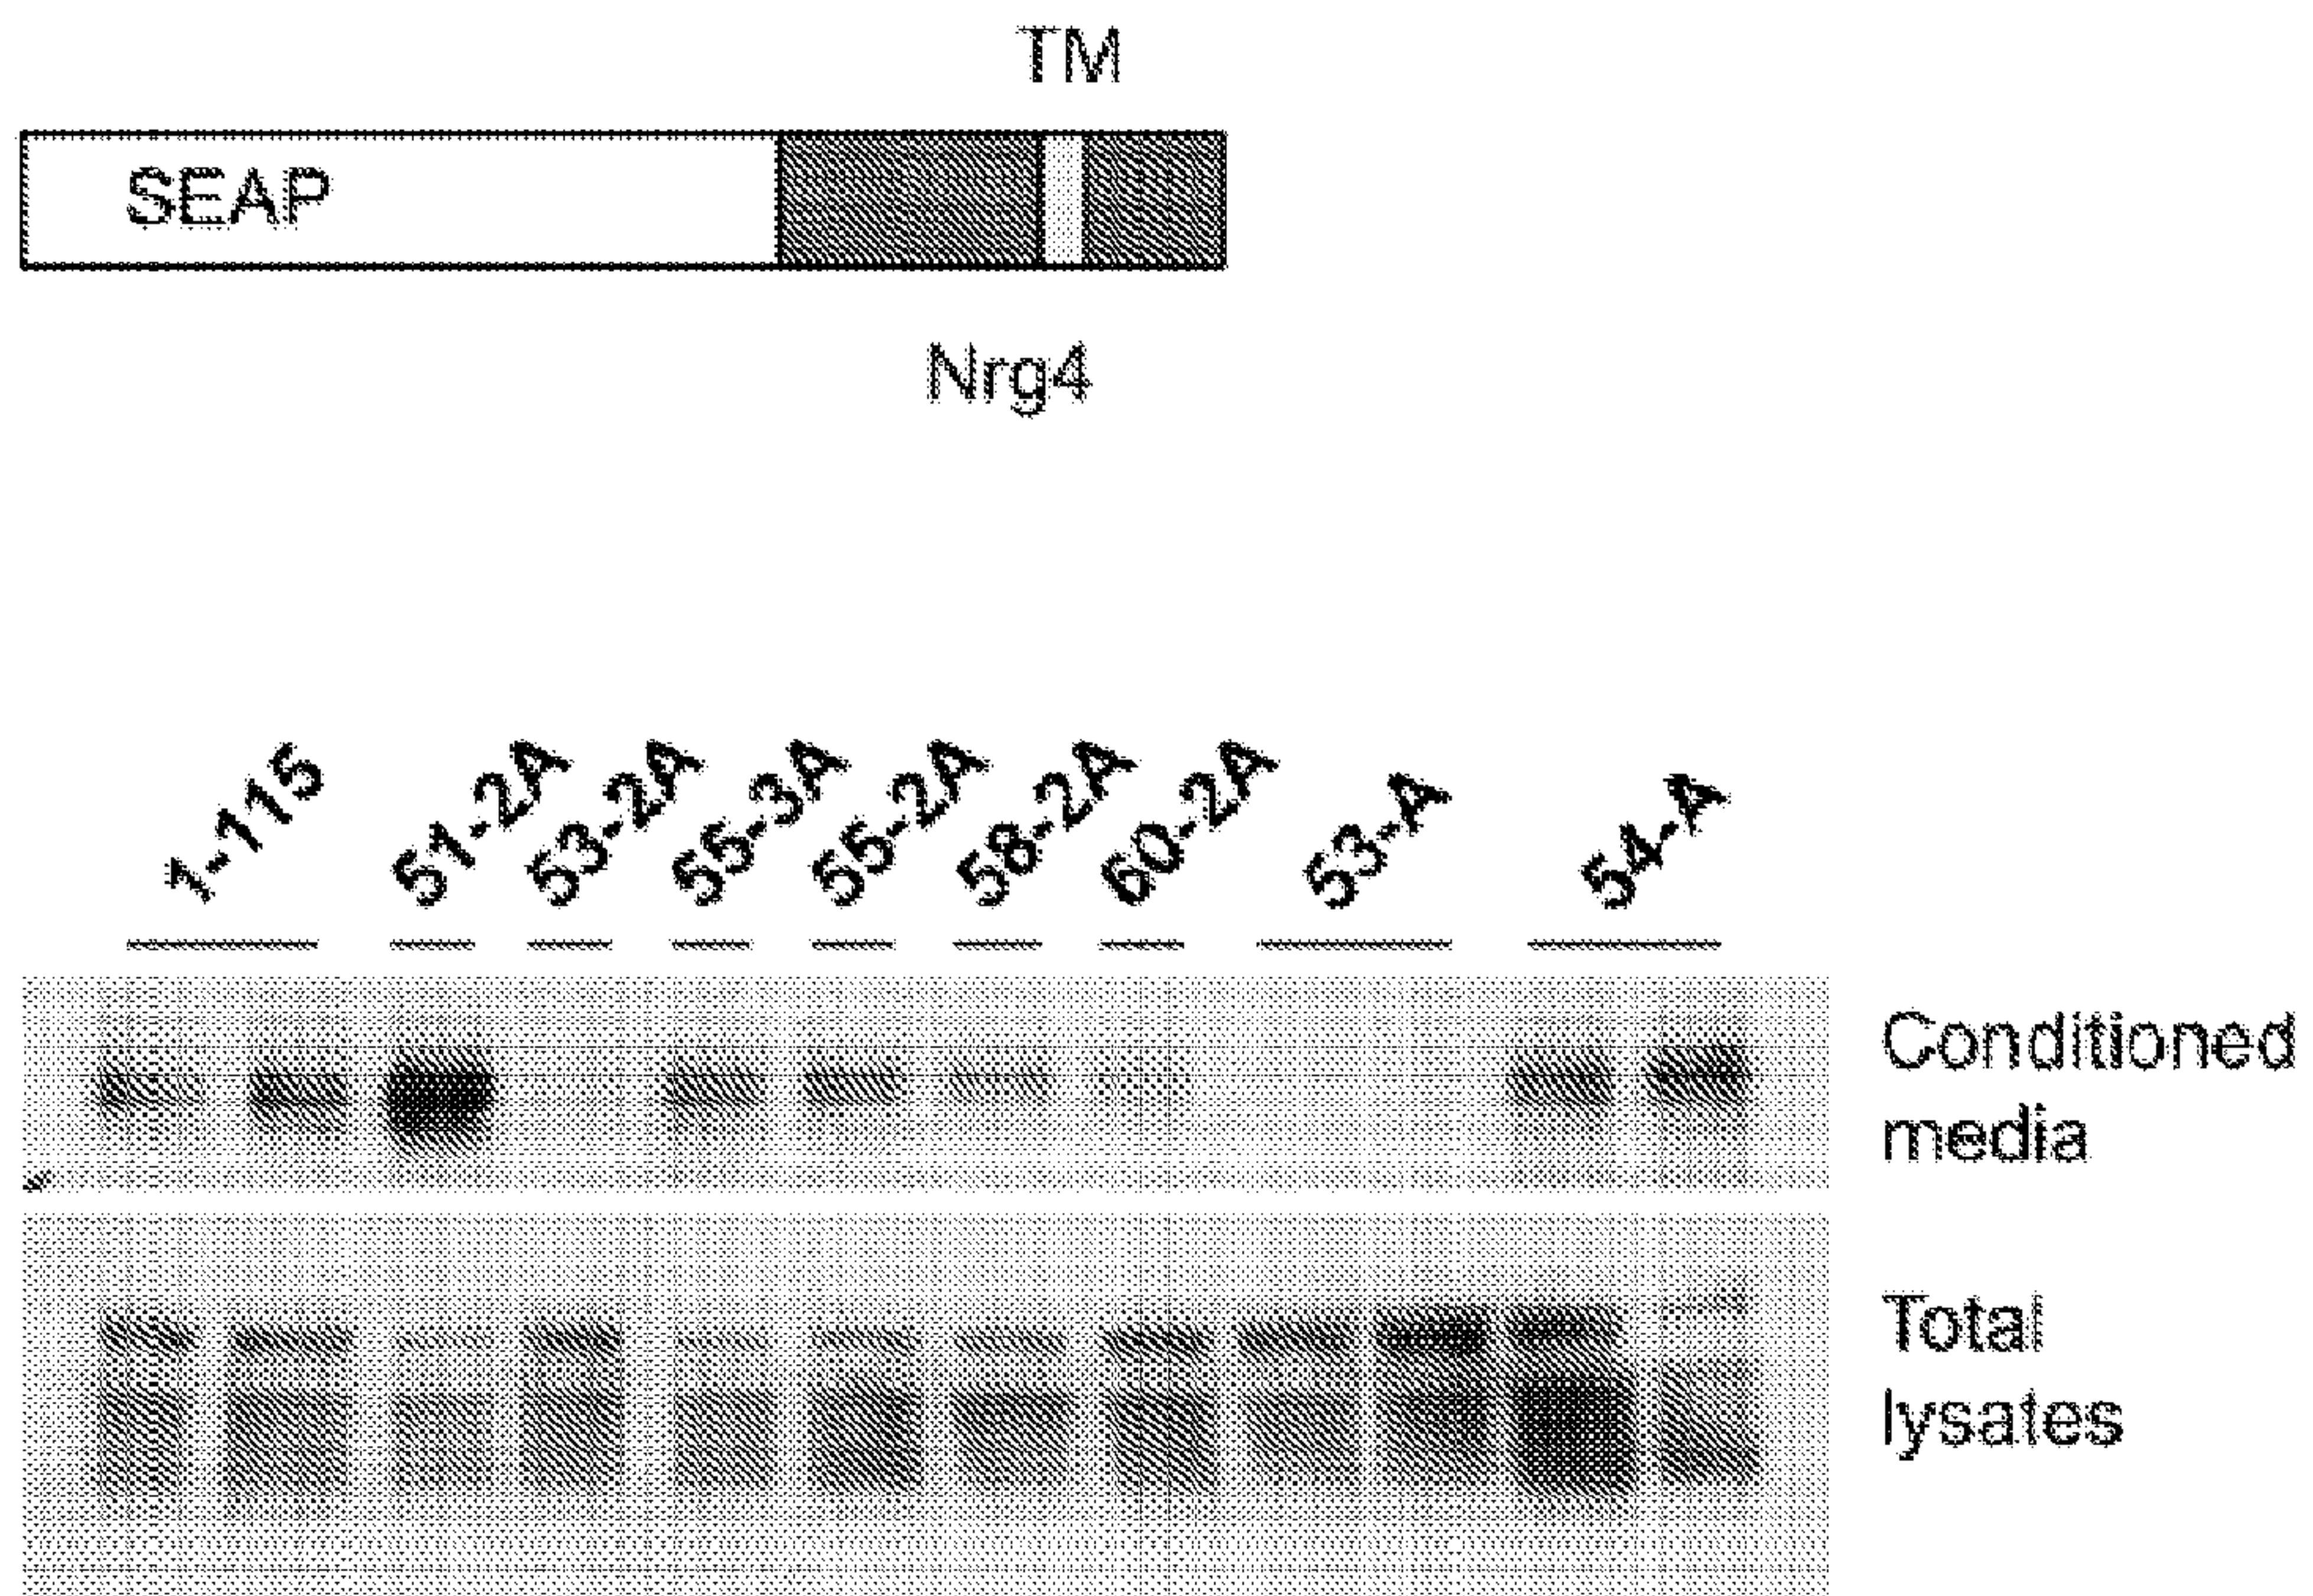 TM
SEAP
Nrg4
1-115
51-2A
53-2A
55-3A
55-2A
58-2A
60-2A
53-A
54-A
Conditioned
media
Total
lysates